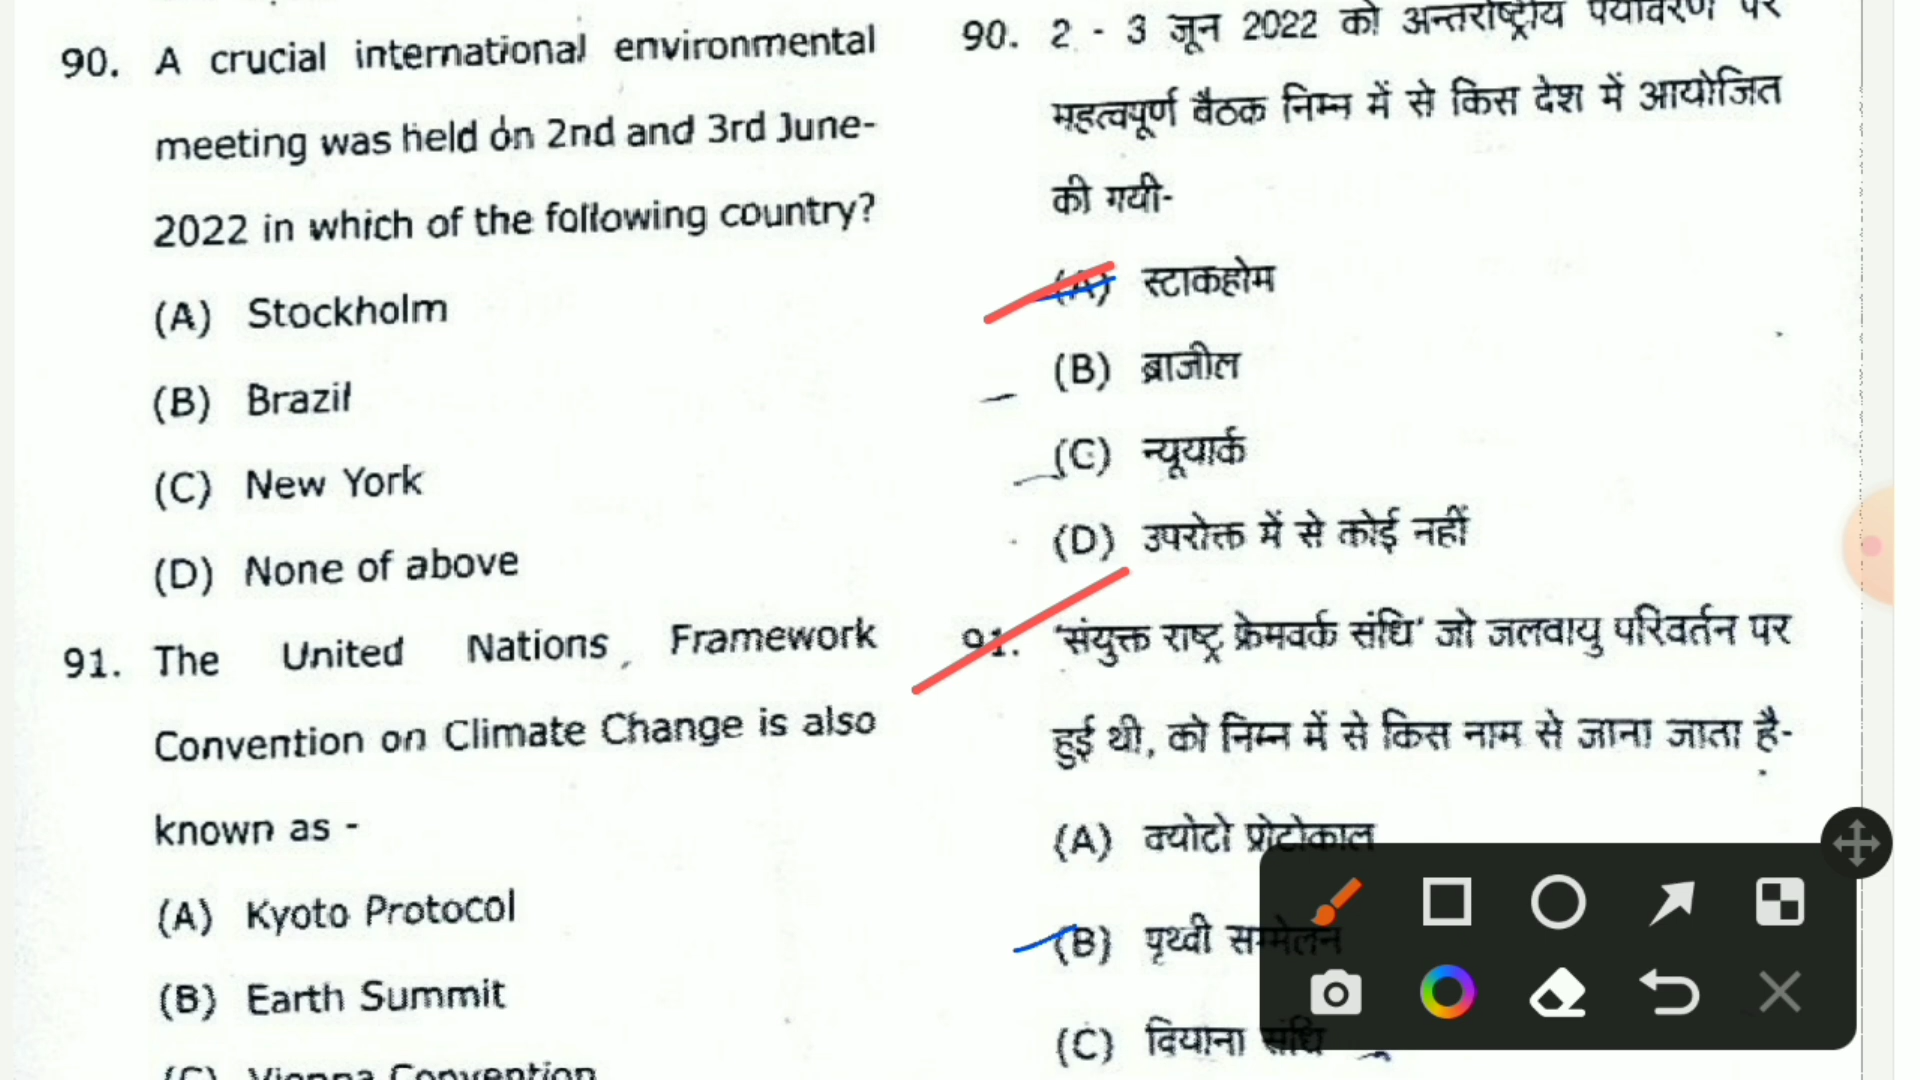 90. A crucial international environmental
meeting was held on 2nd and 3rd June-
2022 in which of the following country?
(A) Stockholm
(B) Brazil
(C) New York
(D) None of above
91. The United Nations Framework
Convention on Climate Change is also
known as -
(A) Kyoto Protocol
(B) Earth Summit
(C) Vienna Convention
90. 2 - 3 जून 2022 को अन्तर्राष्ट्रीय पर्यावरण पर
महत्वपूर्ण बैठक निम्न में से किस देश में आयोजित
की गयी-
(A) स्टाकहोम
(B) ब्राजील
(C) न्यूयार्क
(D) उपरोक्त में से कोई नहीं
91. 'संयुक्त राष्ट्र फ्रेमवर्क संधि' जो जलवायु परिवर्तन पर
हुई थी, को निम्न में से किस नाम से जाना जाता है-
(A) क्योटो प्रोटोकाल
(B) पृथ्वी सम्मेलन
(C) वियाना संधि